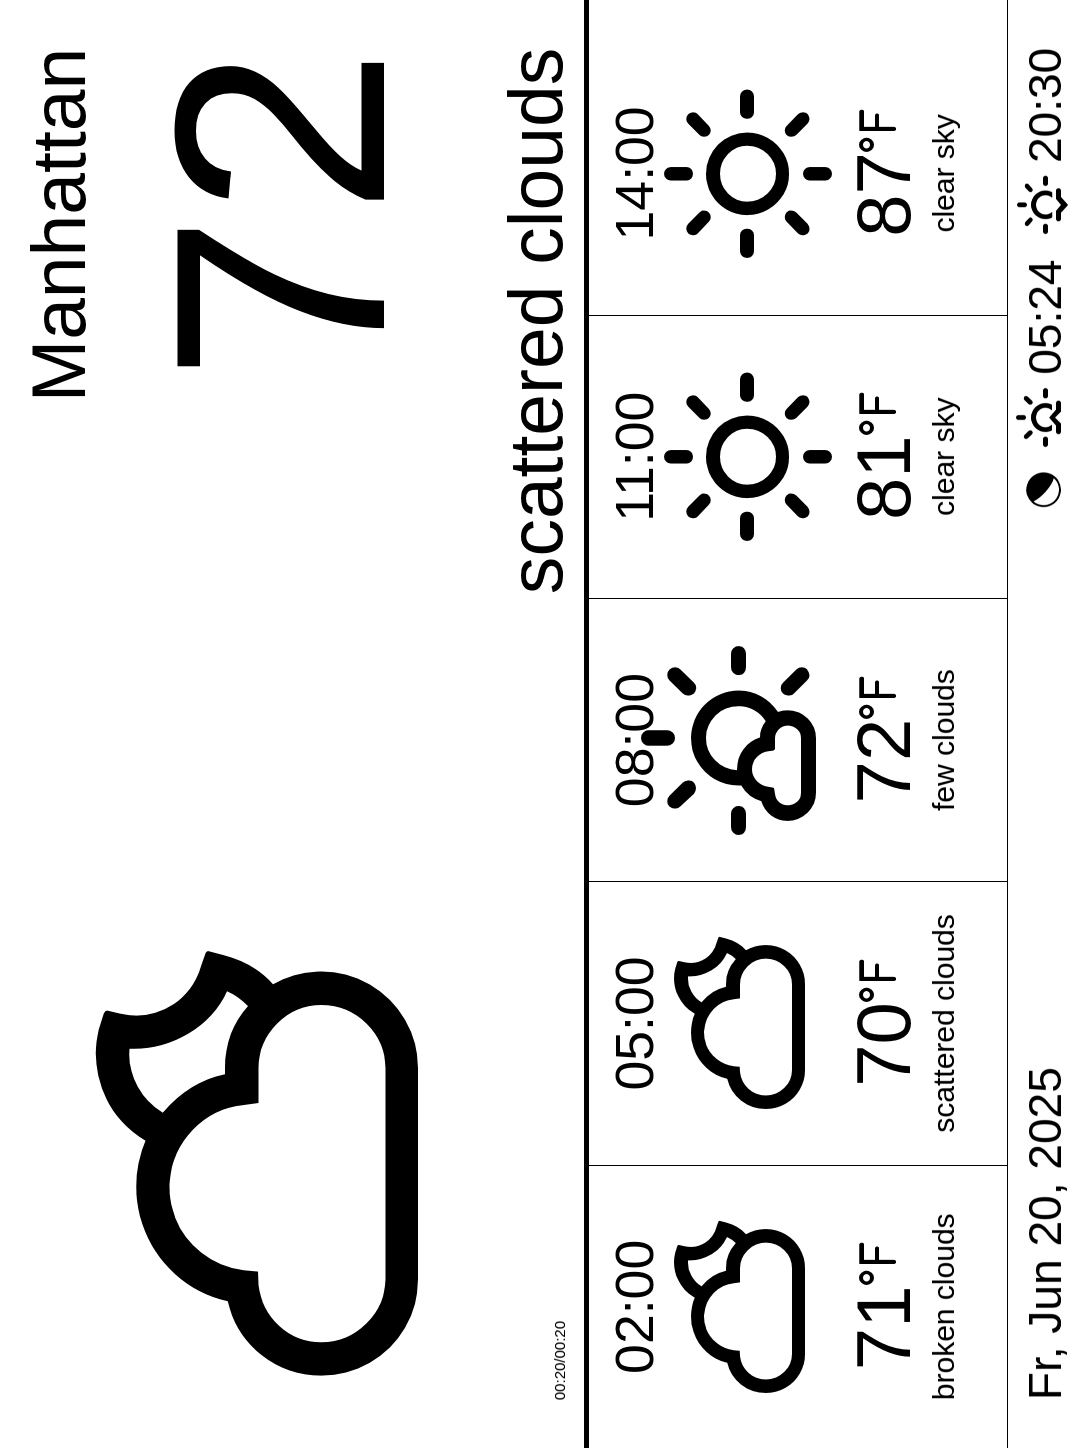 Manhattan
72
scattered clouds
00:20/00:20
02:00
71°F
broken clouds
05:00
70°F
scattered clouds
08:00
72°F
few clouds
11:00
81°F
clear sky
14:00
87°F
clear sky
Fr, Jun 20, 2025
05:24
20:30